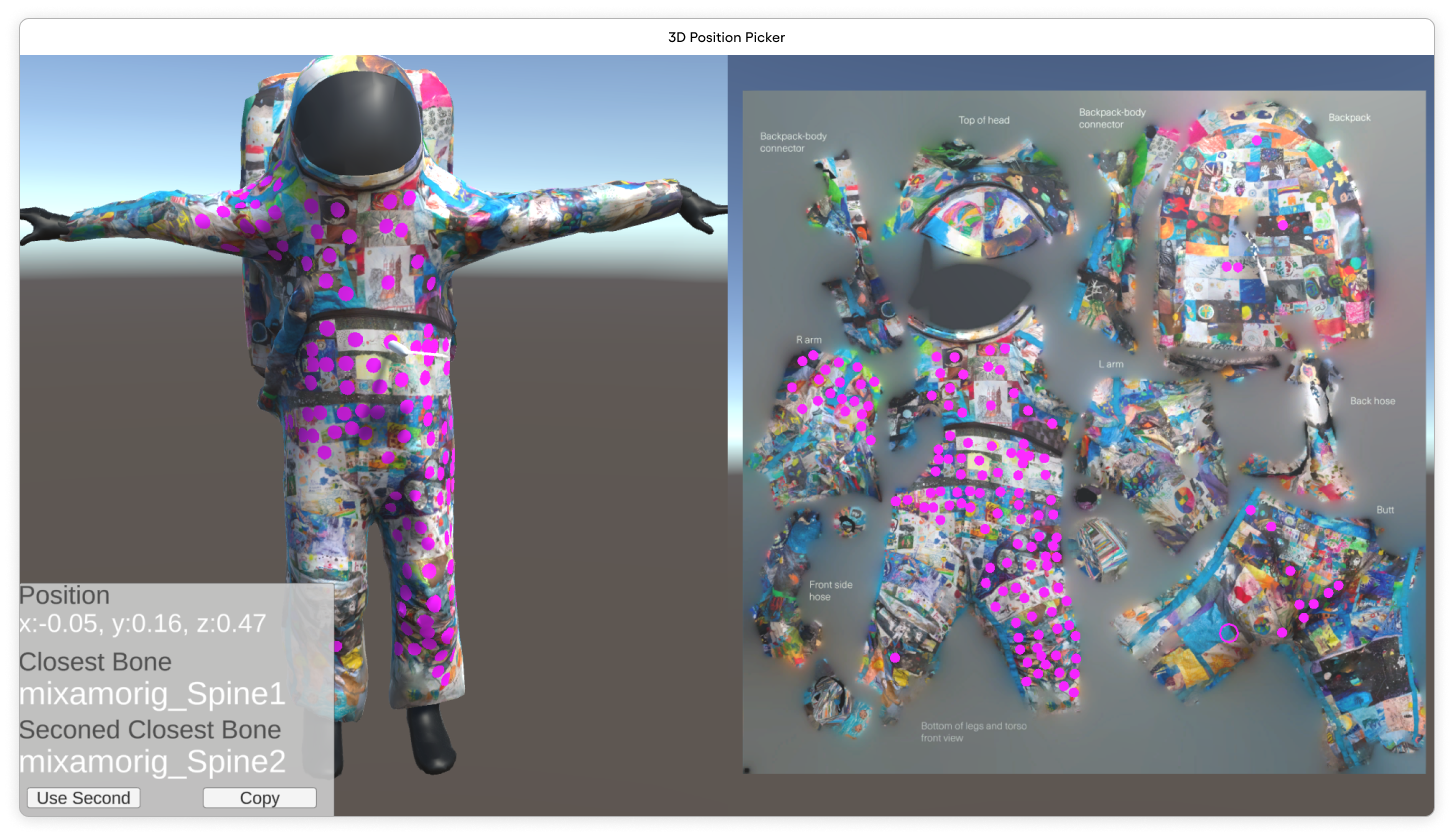 3D Position Picker
Backpack-body
connector
Top of head
Backpack-body
connector
Backpack
R arm
L arm
Back hose
Butt
Front side
hose
Bottom of legs and torso
front view
Position
x:-0.05, y:0.16, z:0.47
Closest Bone
mixamorig_Spine1
Seconed Closest Bone
mixamorig_Spine2
Use Second
Copy